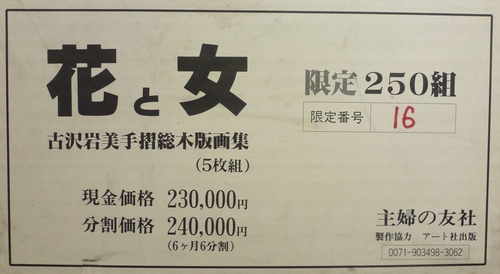 花と女
古沢岩美手摺総木版画集
(5枚組)
限定250組
限定番号 16
現金価格 230,000円
分割価格 240,000円
(6ヶ月6分割)
主婦の友社
製作協力 アート社出版
0071-903498-3062